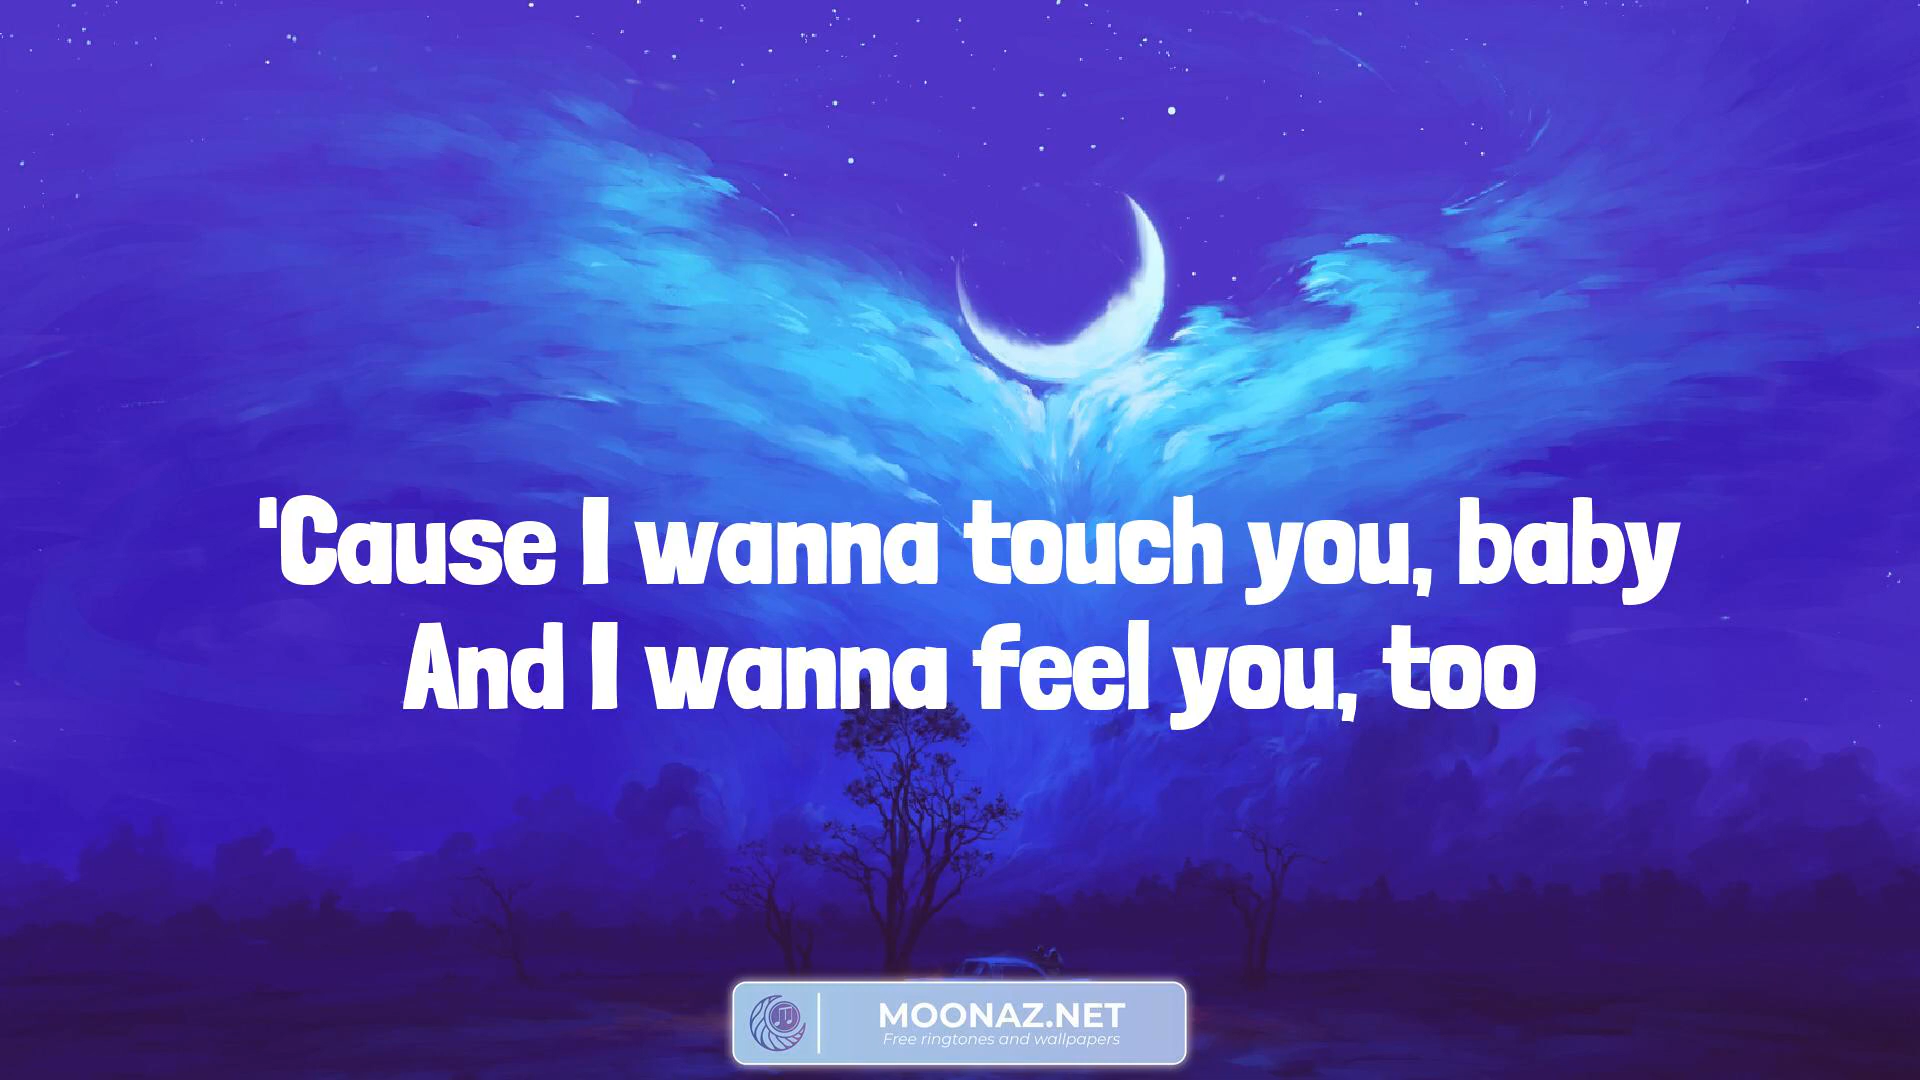 'Cause I wanna touch you, baby
And I wanna feel you, too
MOONAZ.NET
Free ringtones and wallpapers